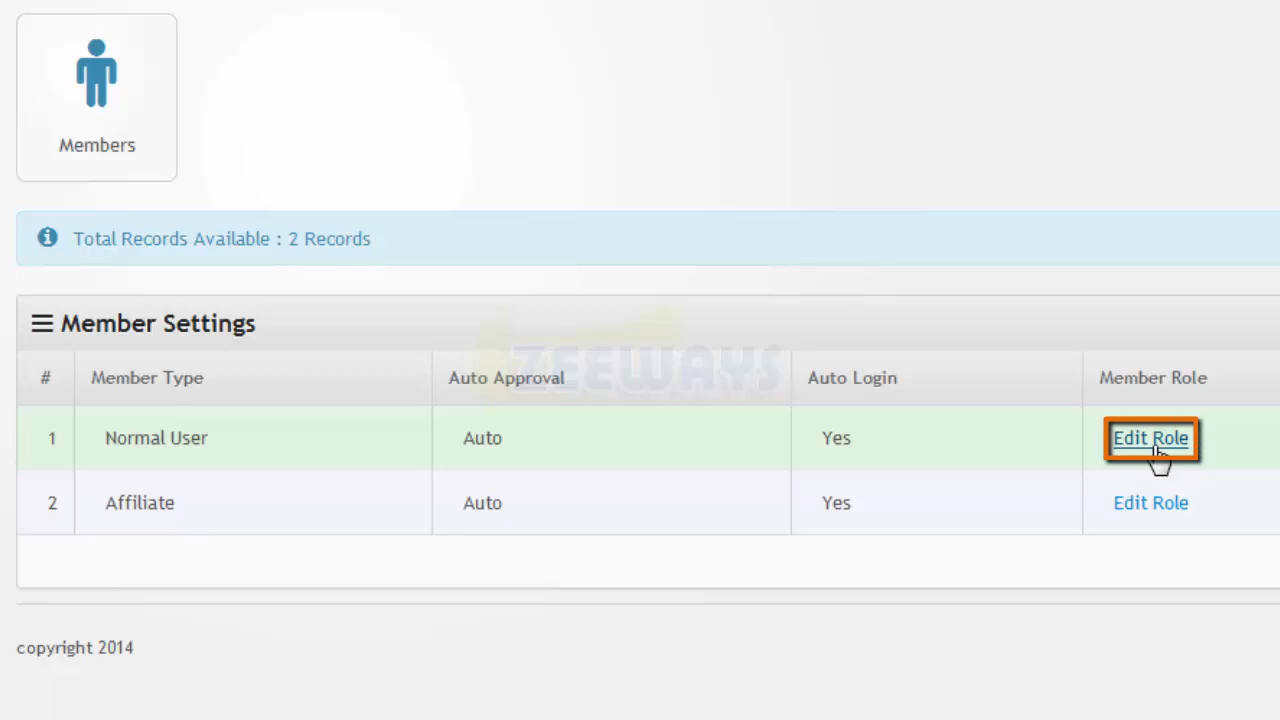 Members
Total Records Available : 2 Records
Member Settings
# Member Type Auto Approval Auto Login Member Role
1 Normal User Auto Yes Edit Role
2 Affiliate Auto Yes Edit Role
ZEEWAYS
copyright 2014